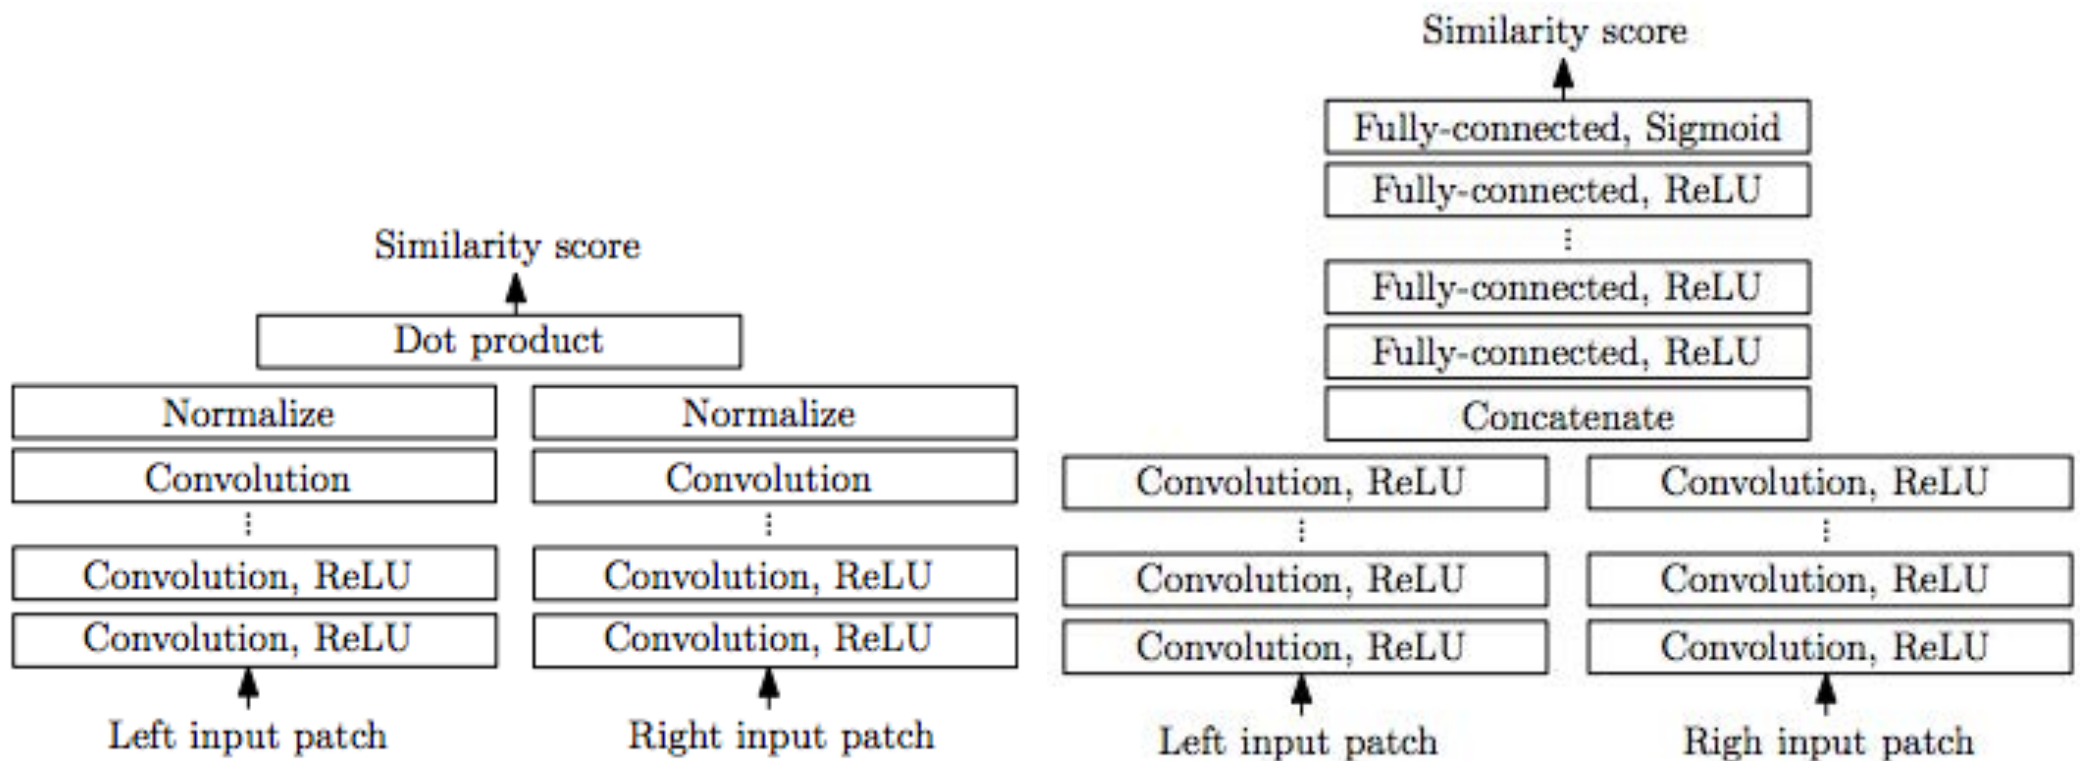 Similarity score
Dot product
Normalize
Normalize
Convolution
Convolution
Convolution, ReLU
Convolution, ReLU
Convolution, ReLU
Convolution, ReLU
Left input patch
Right input patch
Similarity score
Fully-connected, Sigmoid
Fully-connected, ReLU
Fully-connected, ReLU
Fully-connected, ReLU
Concatenate
Convolution, ReLU
Convolution, ReLU
Convolution, ReLU
Convolution, ReLU
Convolution, ReLU
Convolution, ReLU
Left input patch
Righ input patch